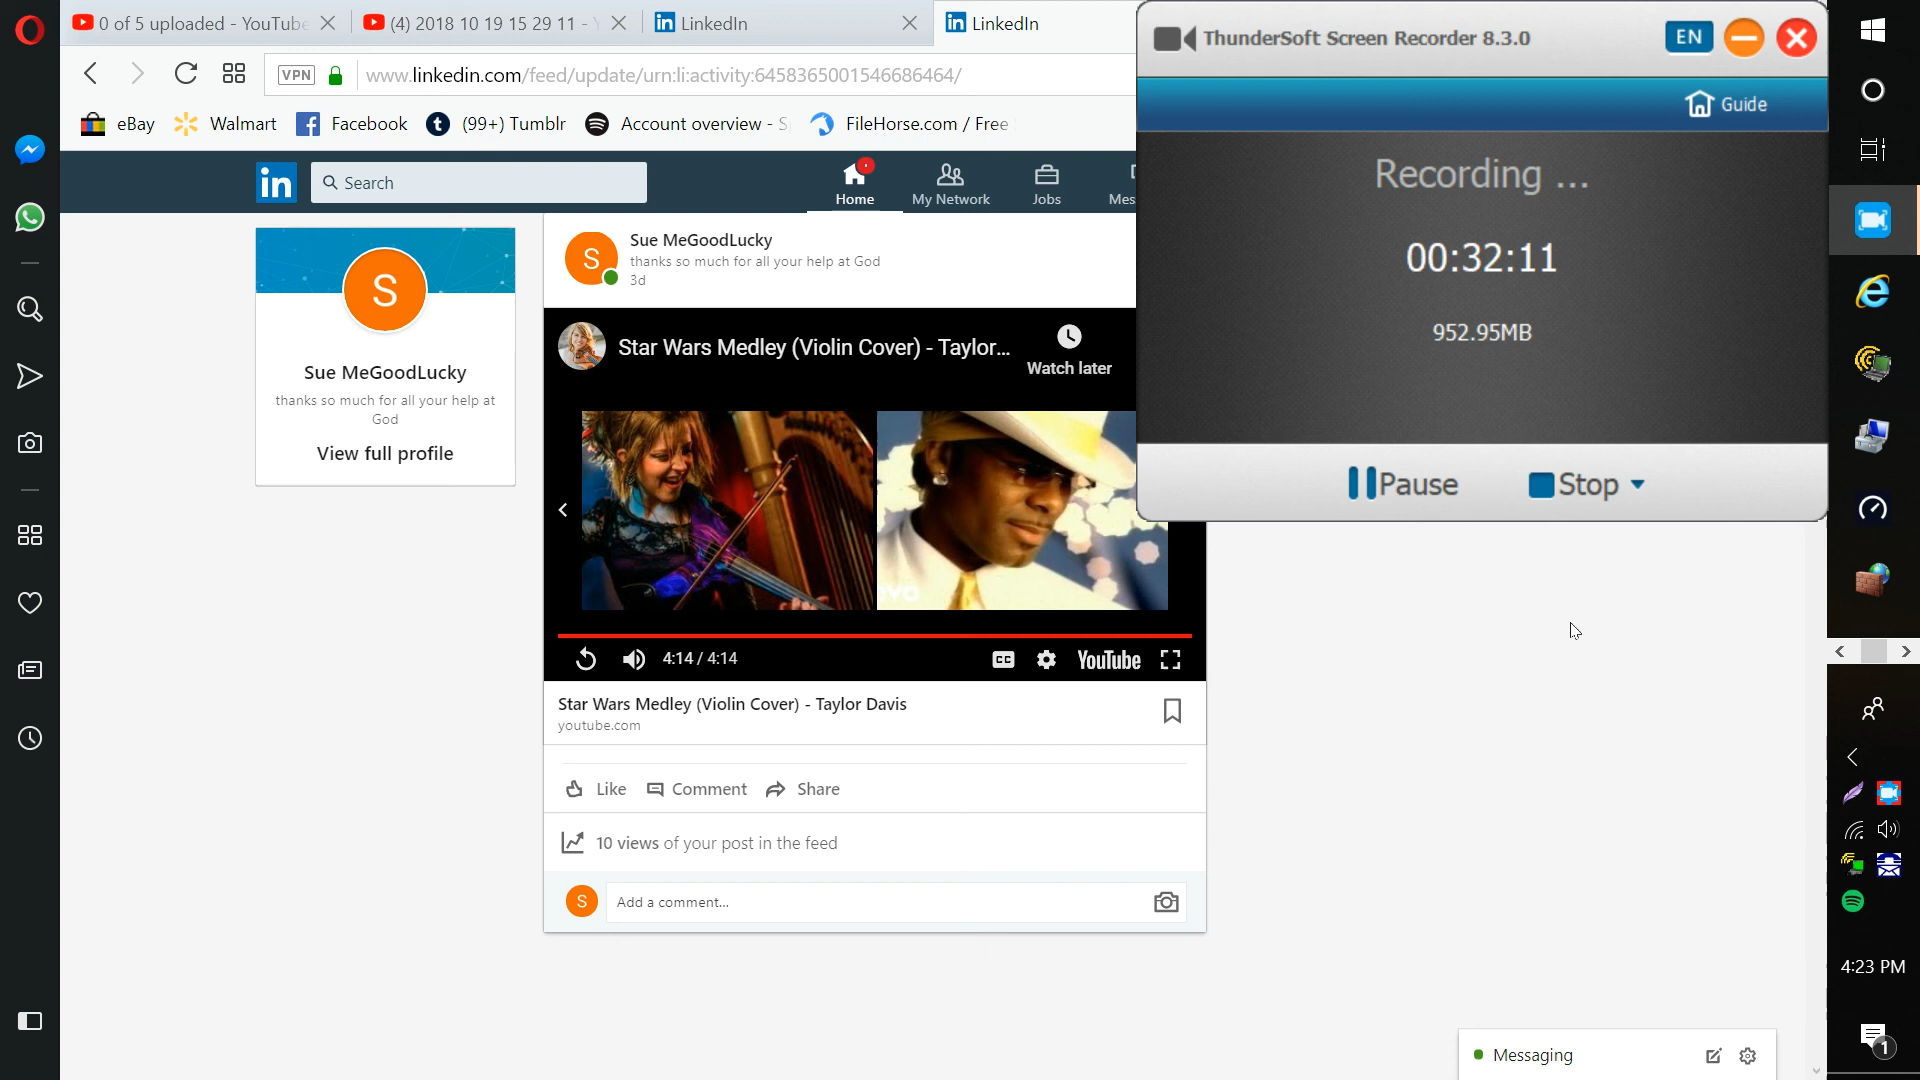 0 of 5 uploaded - YouTube
(4) 2018 10 19 15 29 11 -
LinkedIn
LinkedIn
ThunderSoft Screen Recorder 8.3.0
EN
VPN
www.linkedin.com/feed/update/urn:li:activity:6458365001546686464/
Guide
eBay
Walmart
Facebook
(99+) Tumblr
Account overview - S
FileHorse.com / Free
in
Search
Home
My Network
Jobs
Mes
Recording ...
00:32:11
952.95MB
Pause
Stop
S
Sue MeGoodLucky
thanks so much for all your help at God
3d
S
Sue MeGoodLucky
thanks so much for all your help at
God
View full profile
Star Wars Medley (Violin Cover) - Taylor...
Watch later
vevo
4:14 / 4:14
CC
YouTube
Star Wars Medley (Violin Cover) - Taylor Davis
youtube.com
Like
Comment
Share
10 views of your post in the feed
S
Add a comment...
4:23 PM
Messaging
1